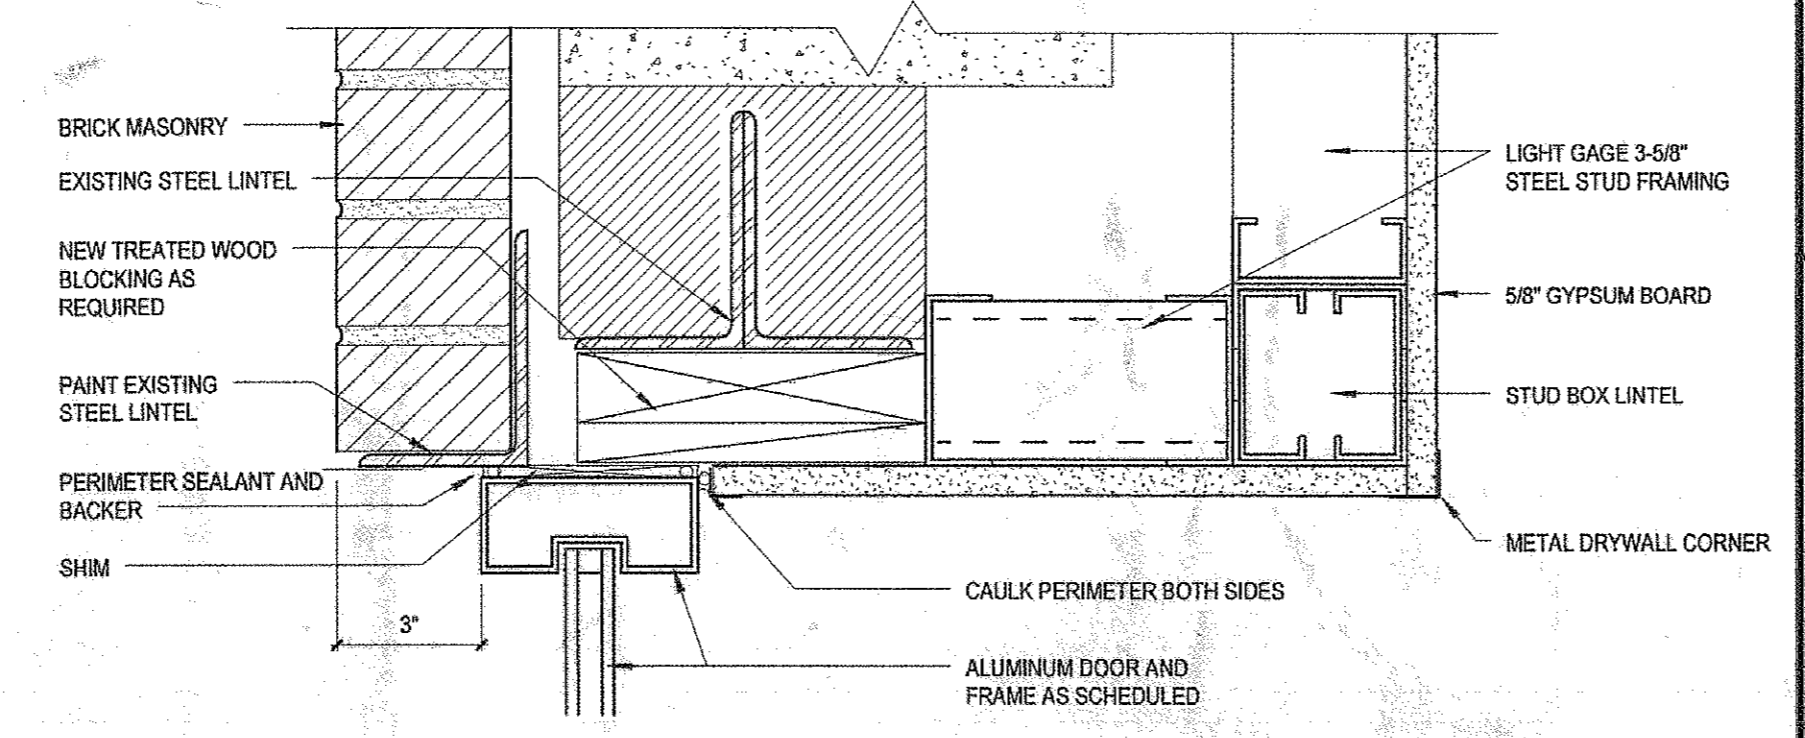 BRICK MASONRY
EXISTING STEEL LINTEL
NEW TREATED WOOD
BLOCKING AS
REQUIRED
PAINT EXISTING
STEEL LINTEL
PERIMETER SEALANT AND
BACKER
SHIM
3"
LIGHT GAGE 3-5/8"
STEEL STUD FRAMING
5/8" GYPSUM BOARD
STUD BOX LINTEL
METAL DRYWALL CORNER
CAULK PERIMETER BOTH SIDES
ALUMINUM DOOR AND
FRAME AS SCHEDULED